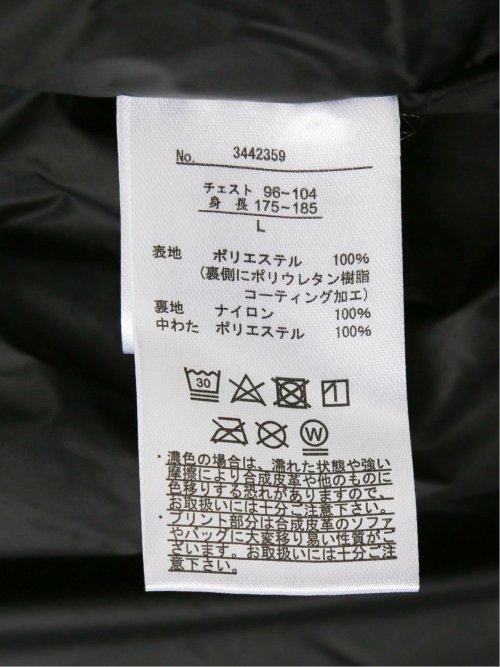 No. 3442359
チェスト 96~104
身長 175~185
L
表地 ポリエステル 100%
(裏側にポリウレタン樹脂
コーティング加工)
裏地 ナイロン 100%
中わた ポリエステル 100%
30
W
・濃色の場合は、濡れた状態や強い
摩擦により合成皮革や他のものに
色移りする恐れがありますので、
お取扱いには十分ご注意下さい。
・プリント部分は合成皮革のソファ
やバッグに大変移り易い性質がご
ざいます。お取扱いには十分ご注
意下さい。